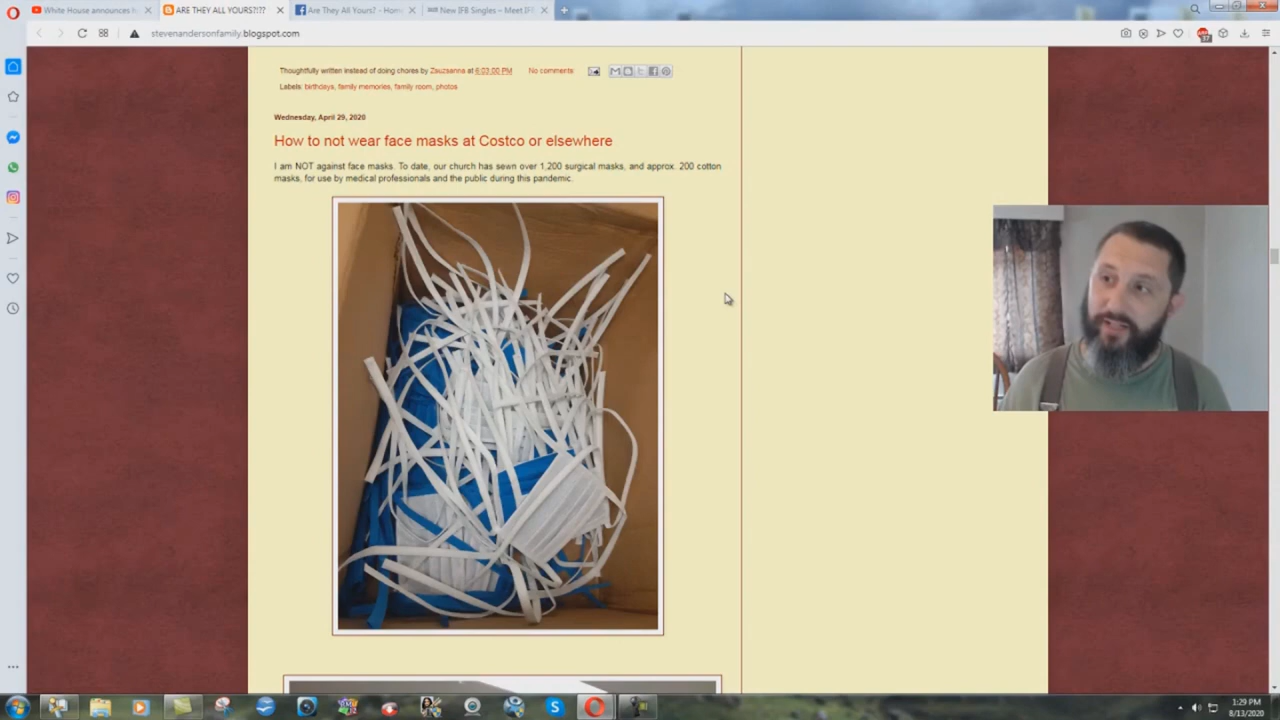 White House announces h
ARE THEY ALL YOURS?!??
Are They All Yours? - Hom
New IFB Singles – Meet IFB
stevenandersonfamily.blogspot.com
Thoughtfully written instead of doing chores by Zsuzsanna at 6:03:00 PM No comments:
Labels: birthdays, family memories, family room, photos
Wednesday, April 29, 2020
How to not wear face masks at Costco or elsewhere
I am NOT against face masks. To date, our church has sewn over 1,200 surgical masks, and approx. 200 cotton
masks, for use by medical professionals and the public during this pandemic.
1:29 PM
8/13/2020